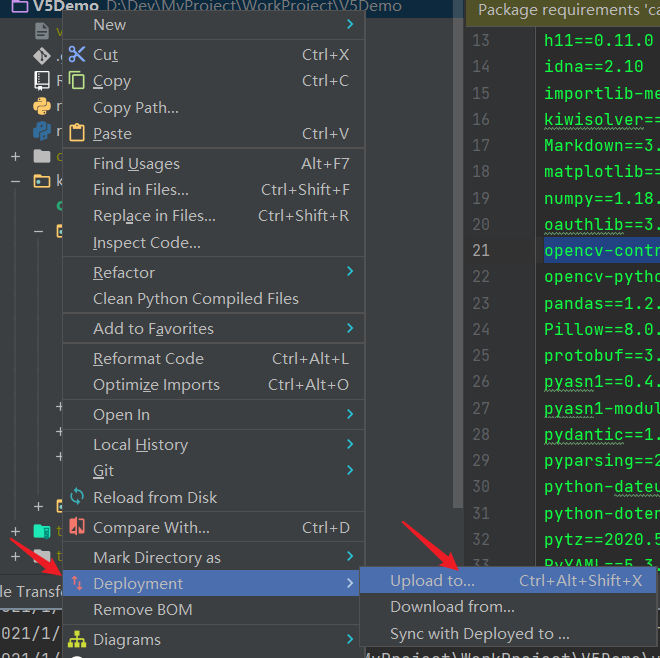 V5Demo D:\Dev\MyProject\WorkProject\V5Demo
New
Cut Ctrl+X
Copy Ctrl+C
Copy Path...
Paste Ctrl+V
Find Usages Alt+F7
Find in Files... Ctrl+Shift+F
Replace in Files... Ctrl+Shift+R
Inspect Code...
Refactor
Clean Python Compiled Files
Add to Favorites
Reformat Code Ctrl+Alt+L
Optimize Imports Ctrl+Alt+O
Open In
Local History
Git
Reload from Disk
Compare With... Ctrl+D
Mark Directory as
Deployment
Remove BOM
Diagrams
Upload to... Ctrl+Alt+Shift+X
Download from...
Sync with Deployed to ...
Package requirements 'ca
13 h11==0.11.0
14 idna==2.10
15 importlib-me
16 kiwisolver==
17 Markdown==3.
18 matplotlib==
19 numpy==1.18.
20 oauthlib==3.
21 opencv-contr
22 opencv-pytho
23 pandas==1.2.
24 Pillow==8.0.
25 protobuf==3.
26 pyasn1==0.4.
27 pyasn1-modul
28 pydantic==1.
29 pyparsing==2
30 python-dateu
31 python-doten
32 pytz==2020.5
33 PyYAML==5.3.
le Transf
021/1/
021/1/
021/1/
MyProject\WorkProject\V5Demo\